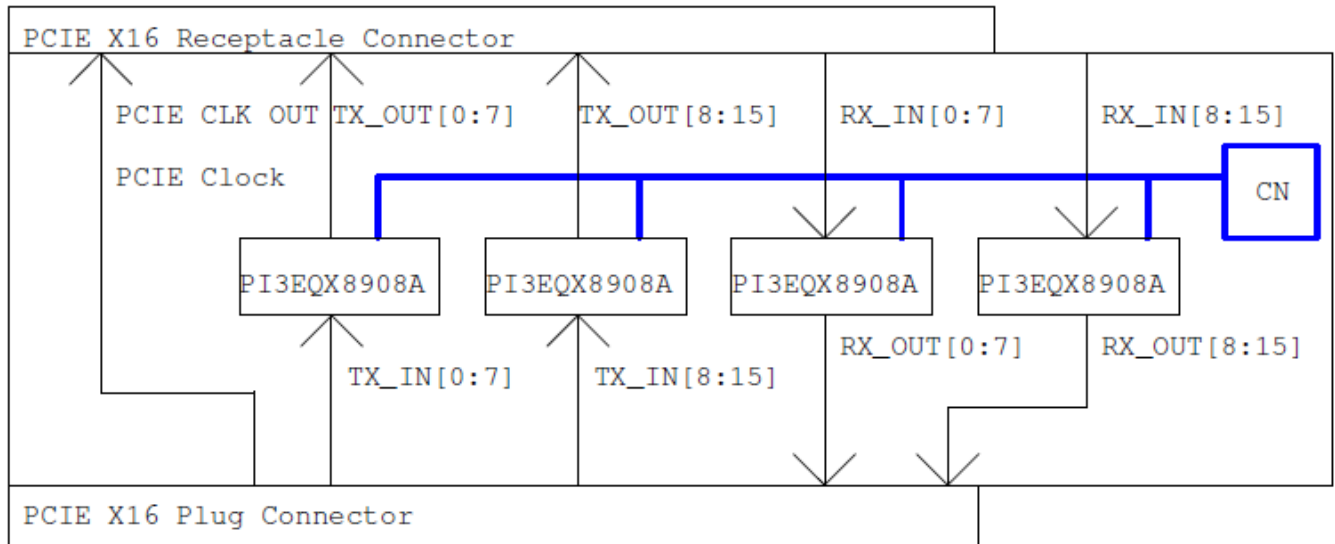 PCIE X16 Receptacle Connector
PCIE CLK OUT
TX_OUT[0:7]
TX_OUT[8:15]
RX_IN[0:7]
RX_IN[8:15]
PCIE Clock
CN
PI3EQX8908A
PI3EQX8908A
PI3EQX8908A
PI3EQX8908A
RX_OUT[0:7]
RX_OUT[8:15]
TX_IN[0:7]
TX_IN[8:15]
PCIE X16 Plug Connector